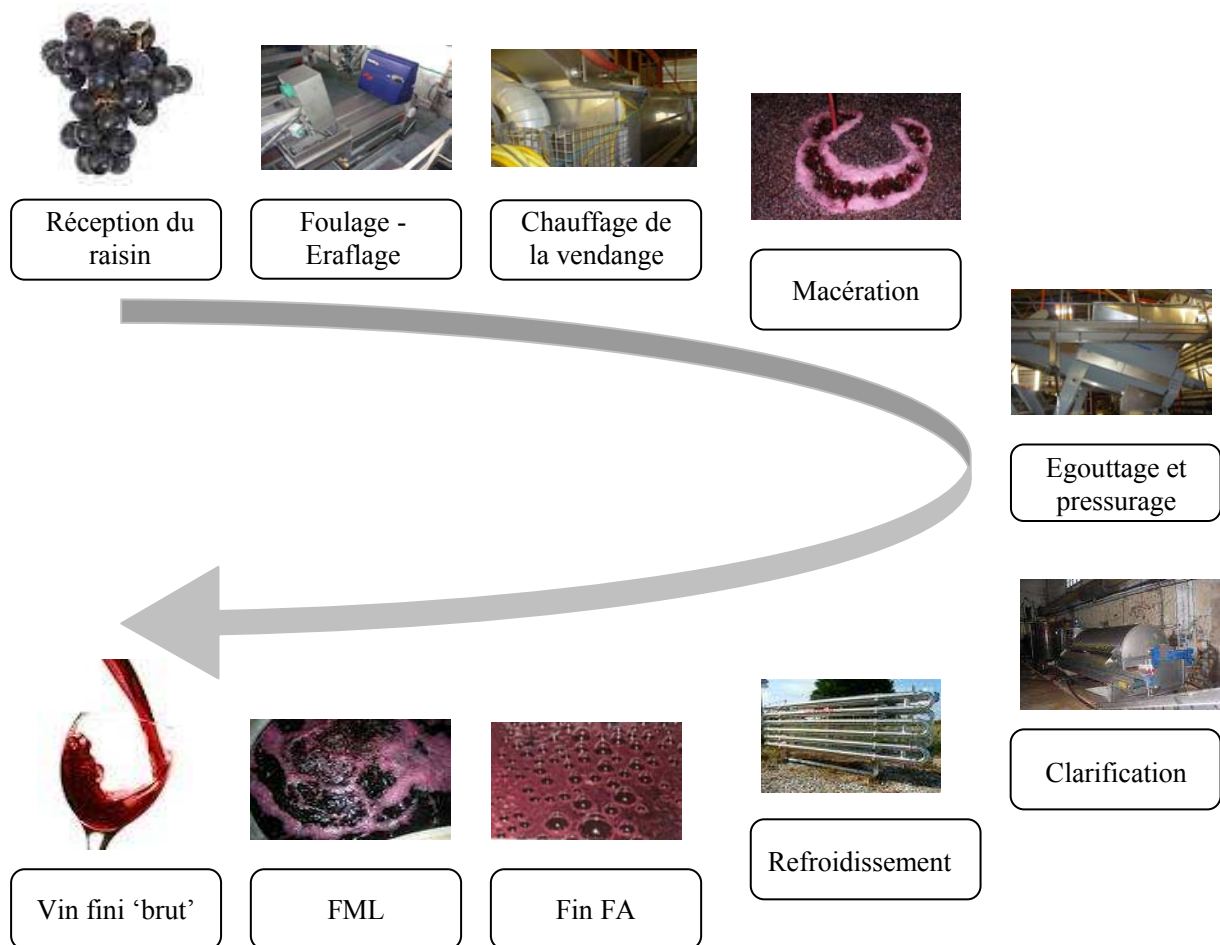 Réception du
raisin
Foulage -
Eraflage
Chauffage de
la vendange
Macération
Egouttage et
pressurage
Clarification
Refroidissement
Fin FA
FML
Vin fini ‘brut’